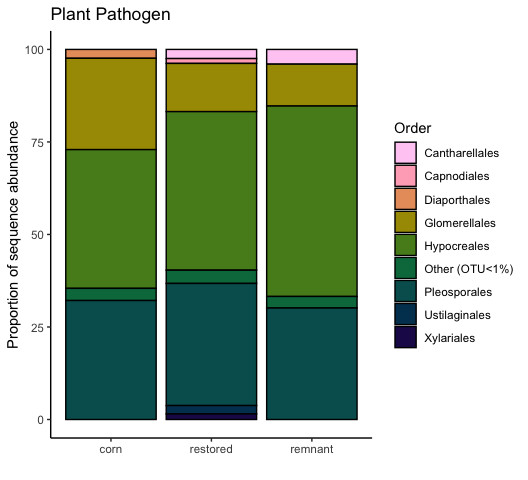 Plant Pathogen
Proportion of sequence abundance
100
75
50
25
0
corn
restored
remnant
Order
Cantharellales
Capnodiales
Diaporthales
Glomerellales
Hypocreales
Other (OTU<1%)
Pleosporales
Ustilaginales
Xylariales